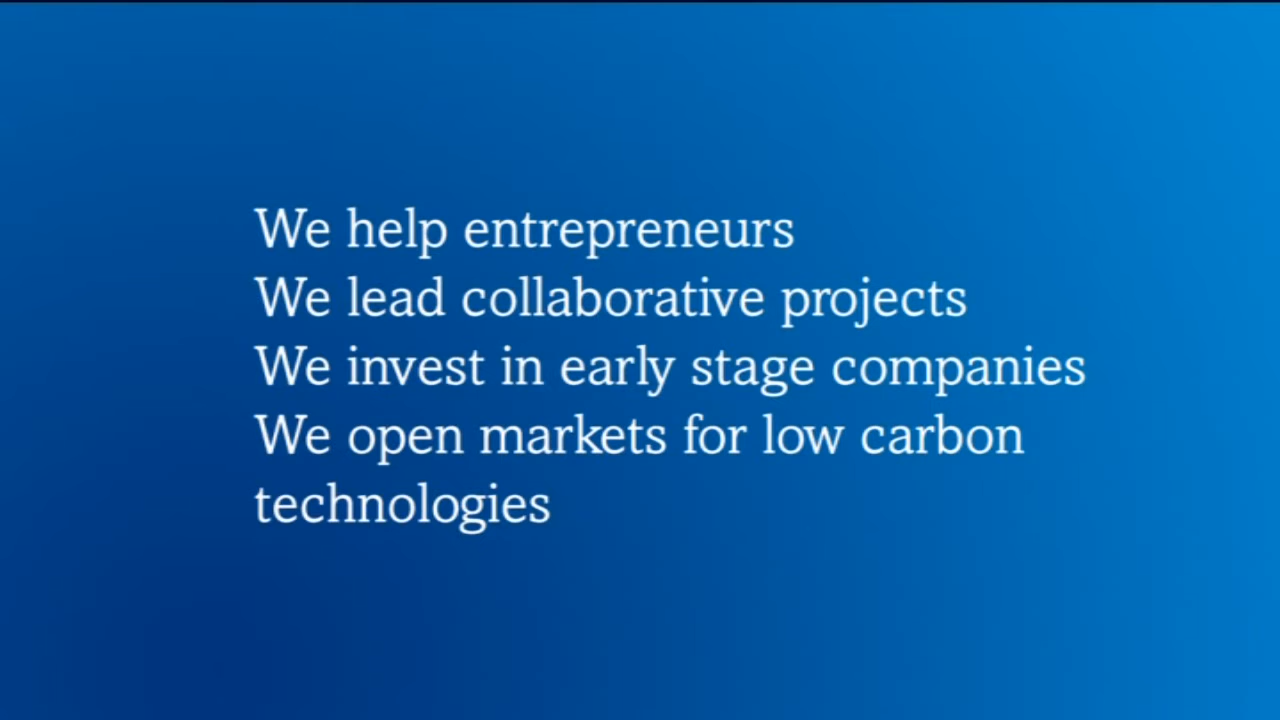 We help entrepreneurs
We lead collaborative projects
We invest in early stage companies
We open markets for low carbon
technologies